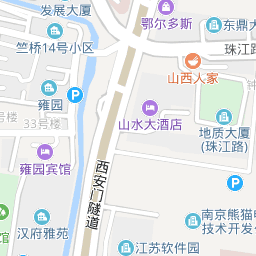 发展大厦
鄂尔多斯
东鼎大
竺桥14号小区
珠江路
山西人家
钟
雍园
山水大酒店
33号
地质大厦
(珠江路)
雍园宾馆
西安门隧道
P
P
汉府雅苑
南京熊猫电
技术开发
江苏软件园